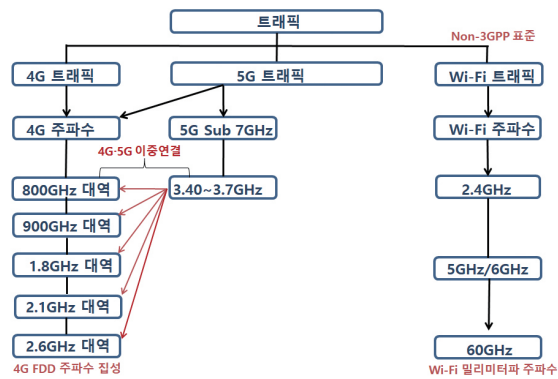 트래픽
Non-3GPP 표준
4G 트래픽
5G 트래픽
Wi-Fi 트래픽
4G 주파수
5G Sub 7GHz
Wi-Fi 주파수
4G·5G 이중연결
800GHz 대역
3.40~3.7GHz
2.4GHz
900GHz 대역
1.8GHz 대역
5GHz/6GHz
2.1GHz 대역
2.6GHz 대역
60GHz
4G FDD 주파수 집성
Wi-Fi 밀리미터파 주파수